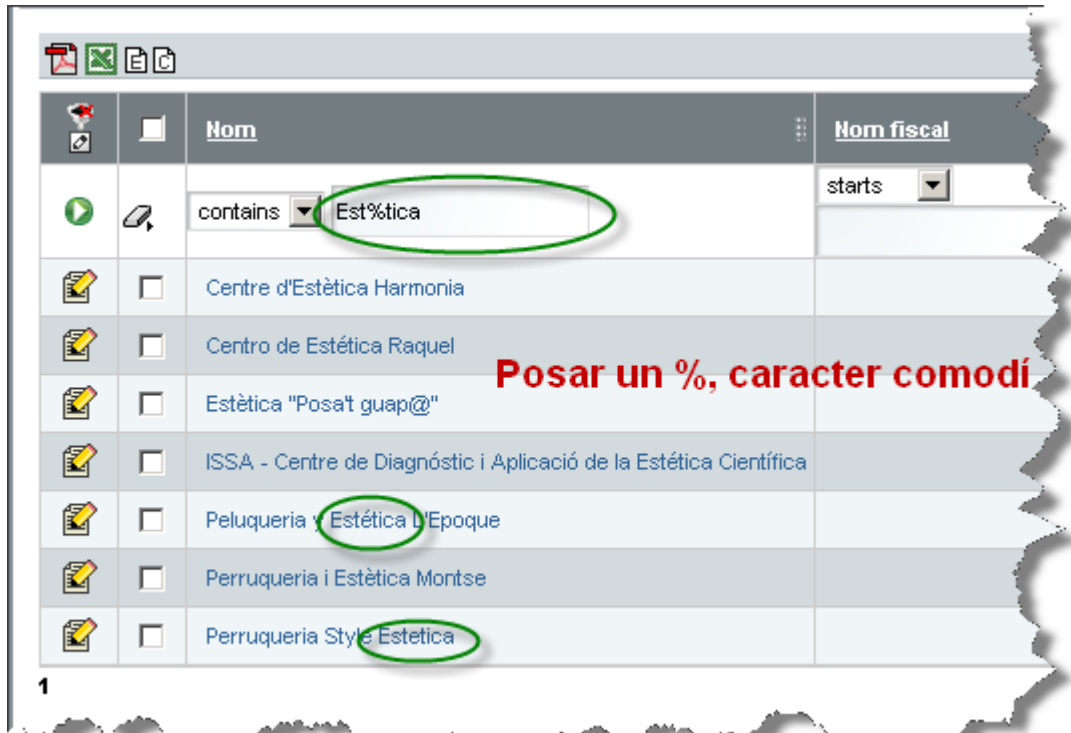 E C
Nom Nom fiscal
starts
contains Est%tica
Centre d'Estètica Harmonia
Centro de Estética Raquel
Posar un %, caracter comodí
Estètica "Posa't guap@"
ISSA - Centre de Diagnóstic i Aplicació de la Estética Científica
Peluqueria y Estética L'Epoque
Perruqueria i Estètica Montse
Perruqueria Style Estetica
1